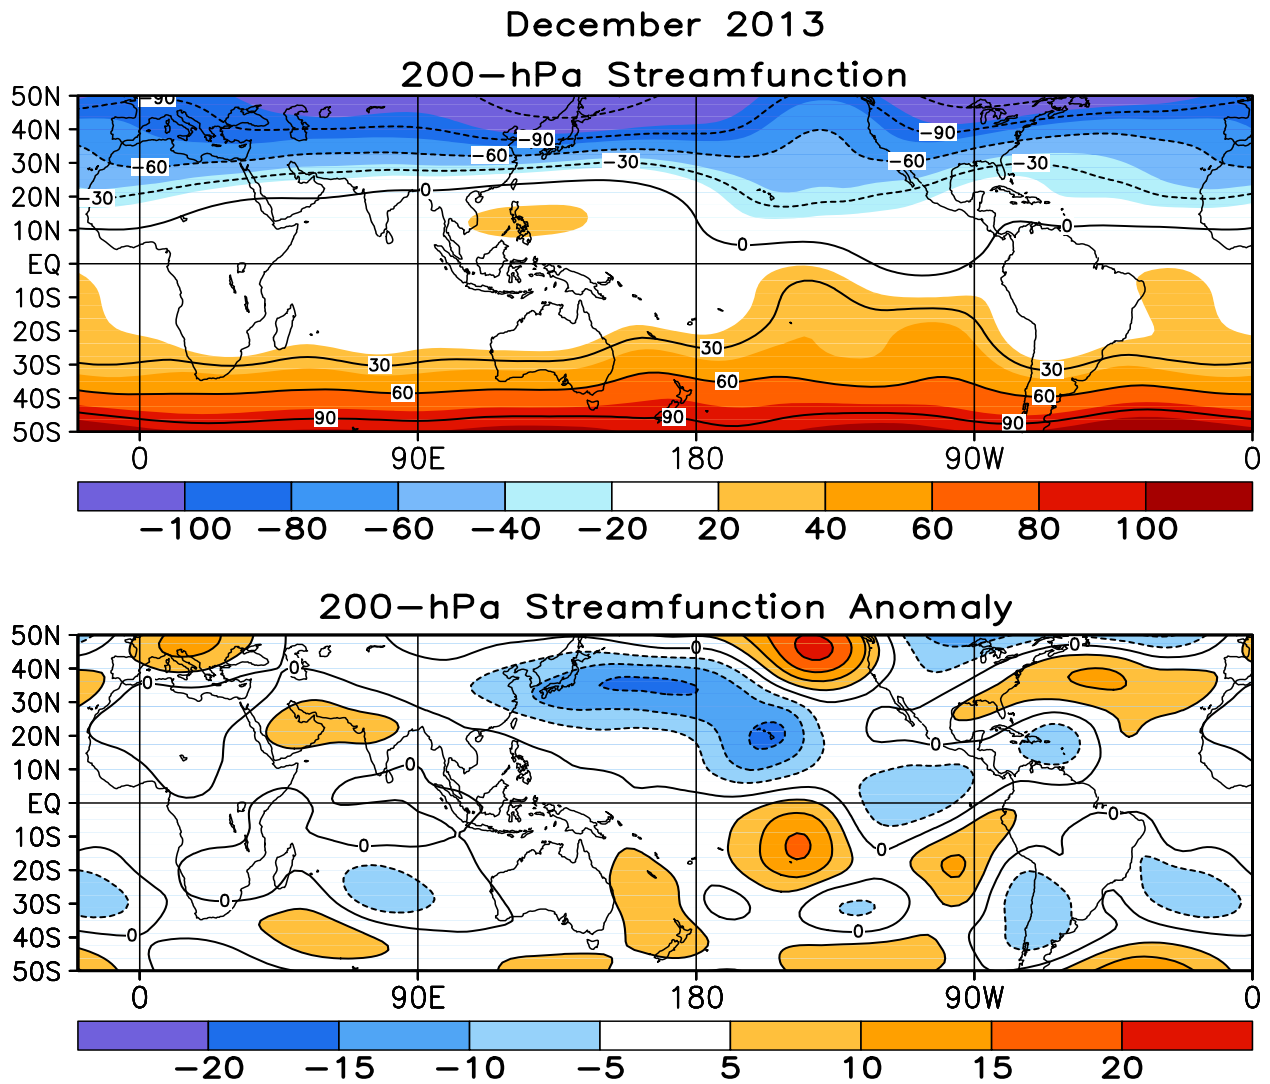 December 2013
200-hPa Streamfunction
50N
−90
40N
−90
30N
−60
−60
−30
−60
−30
20N
−30
0
10N
0
0
EQ
10S
20S
30S
30
30
30
40S
60
60
60
50S
90
90
90
0 90E 180 90W 0
−100 −80 −60 −40 −20 20 40 60 80 100
200-hPa Streamfunction Anomaly
50N
0
0
40N
0
0
30N
20N
0
10N
0
EQ
0
10S
0
0
20S
30S
0
40S
0
0
50S
0 90E 180 90W 0
−20 −15 −10 −5 5 10 15 20